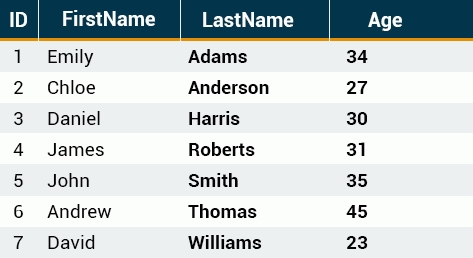 ID FirstName LastName Age
1 Emily Adams 34
2 Chloe Anderson 27
3 Daniel Harris 30
4 James Roberts 31
5 John Smith 35
6 Andrew Thomas 45
7 David Williams 23